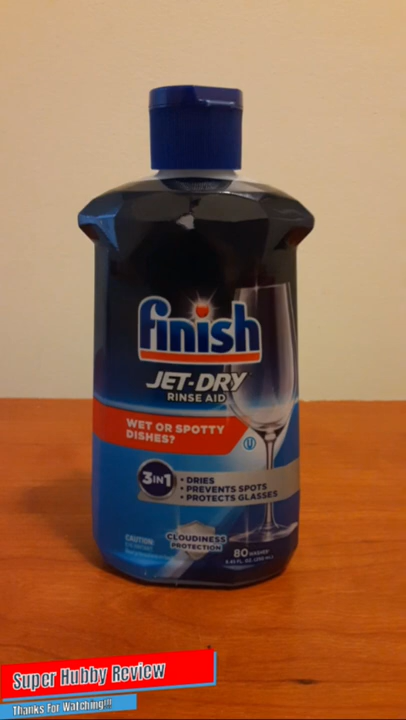 finish
JET-DRY
RINSE AID
WET OR SPOTTY
DISHES?
3IN1
• DRIES
• PREVENTS SPOTS
• PROTECTS GLASSES
CAUTION:
CLOUDINESS
PROTECTION
80 WASHES
Super Hubby Review
Thanks For Watching!!!